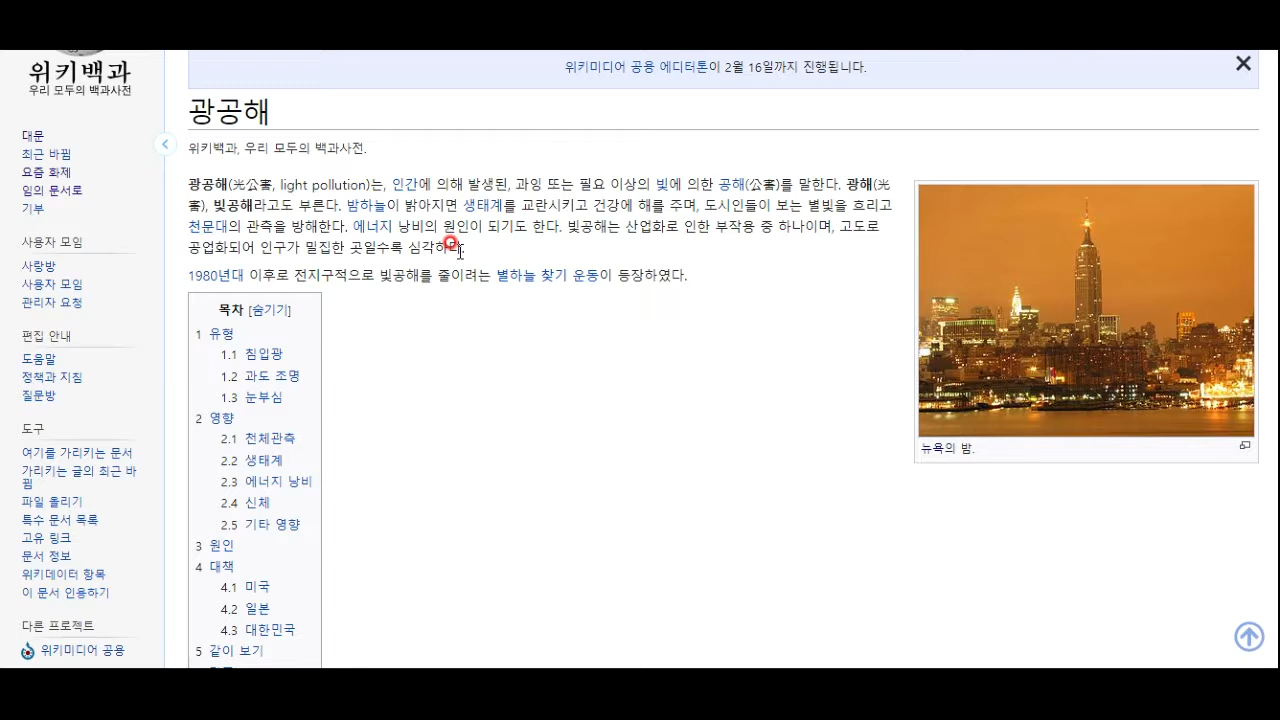 위키백과
우리 모두의 백과사전
대문
최근 바뀜
요즘 화제
임의 문서로
기부
사용자 모임
사랑방
사용자 모임
관리자 요청
편집 안내
도움말
정책과 지침
질문방
도구
여기를 가리키는 문서
가리키는 글의 최근 바
뀜
파일 올리기
특수 문서 목록
고유 링크
문서 정보
위키데이터 항목
이 문서 인용하기
다른 프로젝트
위키미디어 공용
위키미디어 공용 에디터톤이 2월 16일까지 진행됩니다.
광공해
위키백과, 우리 모두의 백과사전.
광공해(光公害, light pollution)는, 인간에 의해 발생된, 과잉 또는 필요 이상의 빛에 의한 공해(公害)를 말한다. 광해(光
害), 빛공해라고도 부른다. 밤하늘이 밝아지면 생태계를 교란시키고 건강에 해를 주며, 도시인들이 보는 별빛을 흐리고
천문대의 관측을 방해한다. 에너지 낭비의 원인이 되기도 한다. 빛공해는 산업화로 인한 부작용 중 하나이며, 고도로
공업화되어 인구가 밀집한 곳일수록 심각하다.
1980년대 이후로 전지구적으로 빛공해를 줄이려는 별하늘 찾기 운동이 등장하였다.
목차 [숨기기]
1 유형
1.1 침입광
1.2 과도 조명
1.3 눈부심
2 영향
2.1 천체관측
2.2 생태계
2.3 에너지 낭비
2.4 신체
2.5 기타 영향
3 원인
4 대책
4.1 미국
4.2 일본
4.3 대한민국
5 같이 보기
뉴욕의 밤.